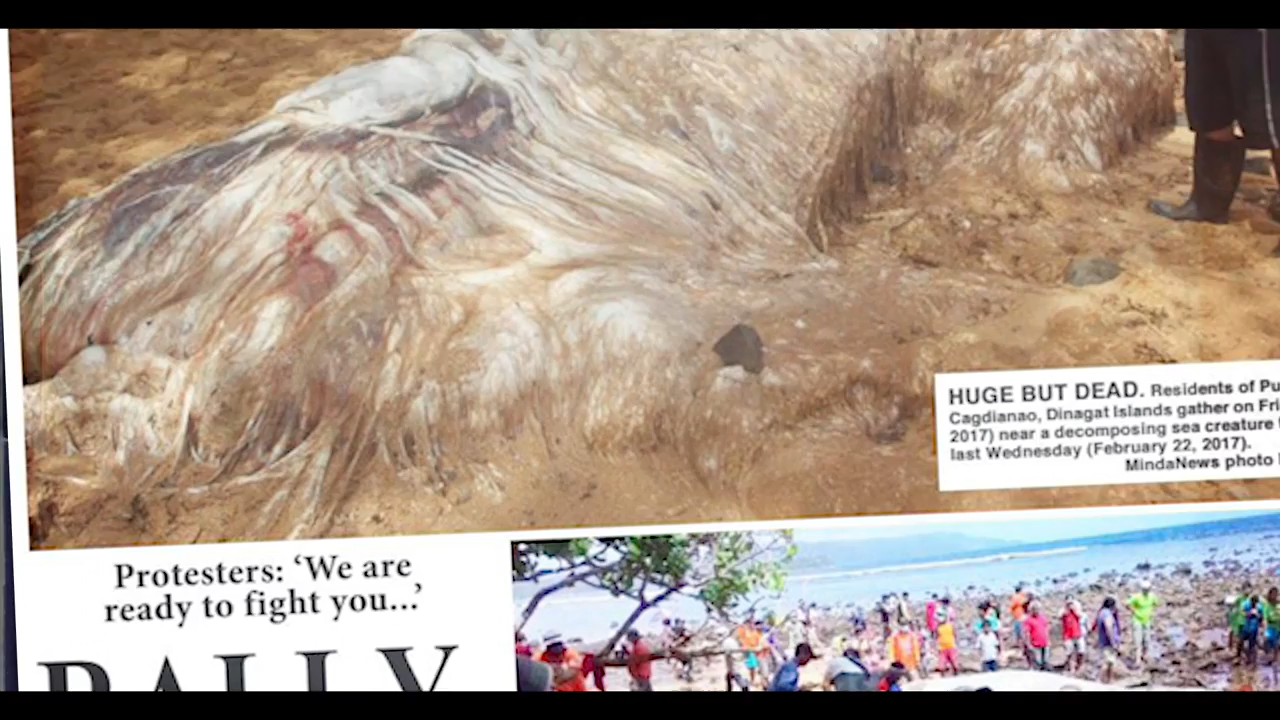 HUGE BUT DEAD. Residents of
Cagdianao, Dinagat Islands gather on
2017) near a decomposing sea creature
last Wednesday (February 22, 2017).
MindaNews photo
Protesters: ‘We are
ready to fight you...’
RALLY